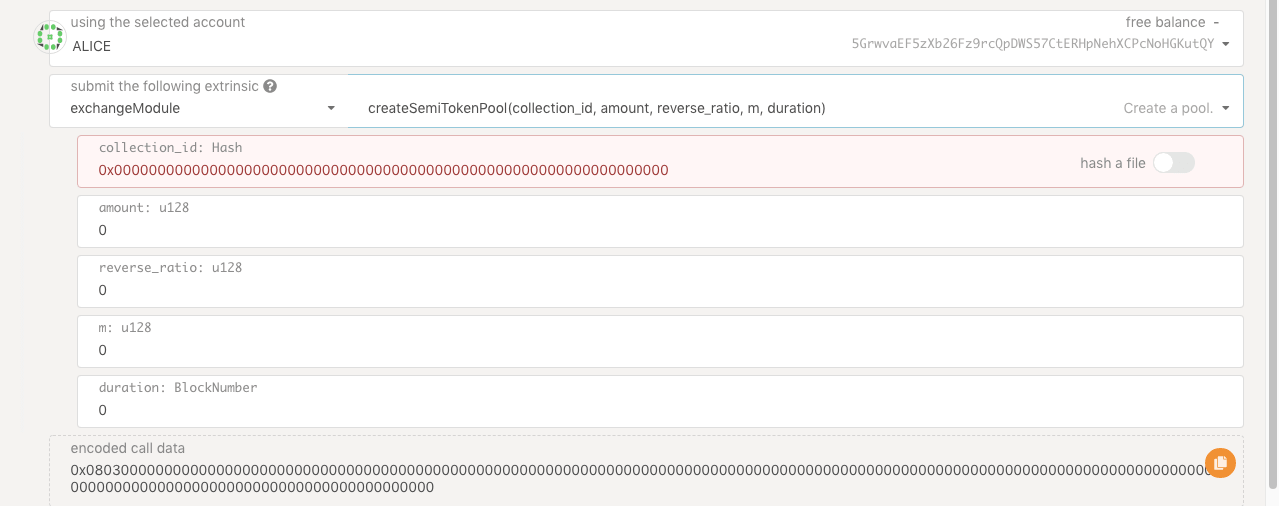 using the selected account
free balance -
ALICE
5GrwvaEF5zXb26Fz9rcQpDWS57CtERHpNehXCPcNoHGKutQY
submit the following extrinsic ?
exchangeModule
createSemiTokenPool(collection_id, amount, reverse_ratio, m, duration)
Create a pool.
collection_id: Hash
0x0000000000000000000000000000000000000000000000000000000000000000
hash a file
amount: u128
0
reverse_ratio: u128
0
m: u128
0
duration: BlockNumber
0
encoded call data
0x0803000000000000000000000000000000000000000000000000000000000000000000000000000000000000000000000000000000000000000000000000000000
000000000000000000000000000000000000000000